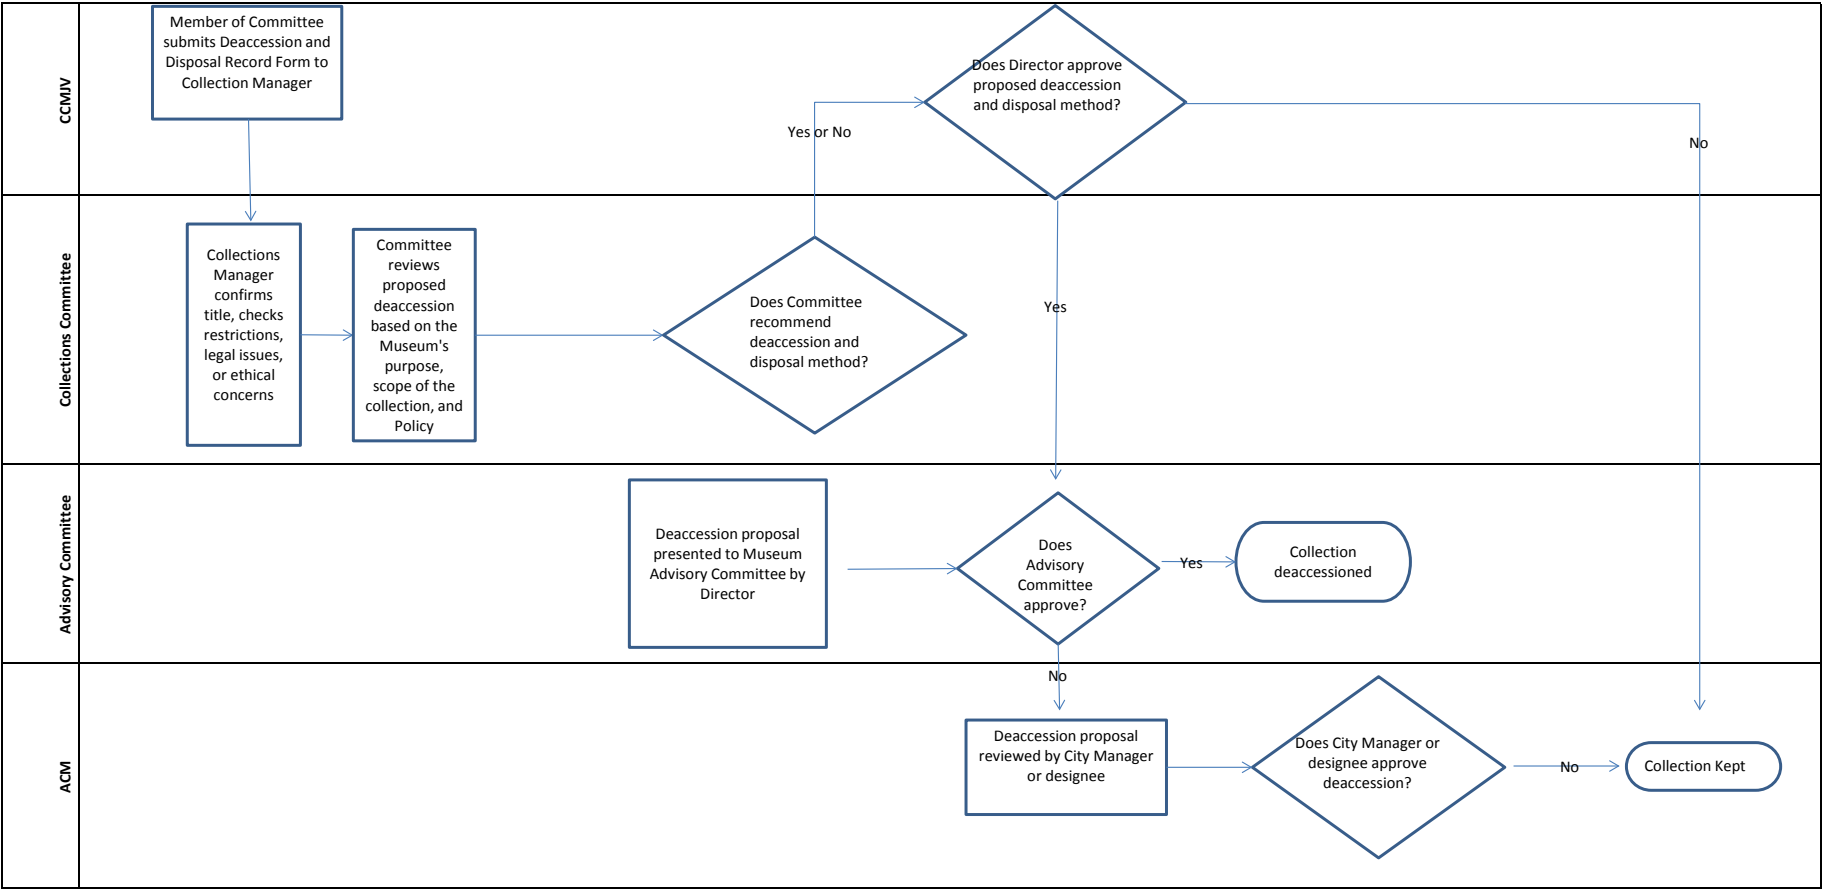 CCMJV
Member of Committee
submits Deaccession and
Disposal Record Form to
Collection Manager
Does Director approve
proposed deaccession
and disposal method?
Yes or No
No
Collections Committee
Collections
Manager
confirms
title, checks
restrictions,
legal issues,
or ethical
concerns
Committee
reviews
proposed
deaccession
based on the
Museum's
purpose,
scope of the
collection, and
Policy
Does Committee
recommend
deaccession and
disposal method?
Yes
Advisory Committee
Deaccession proposal
presented to Museum
Advisory Committee by
Director
Does
Advisory
Committee
approve?
Yes
Collection
deaccessioned
No
ACM
Deaccession proposal
reviewed by City Manager
or designee
Does City Manager or
designee approve
deaccession?
No
Collection Kept